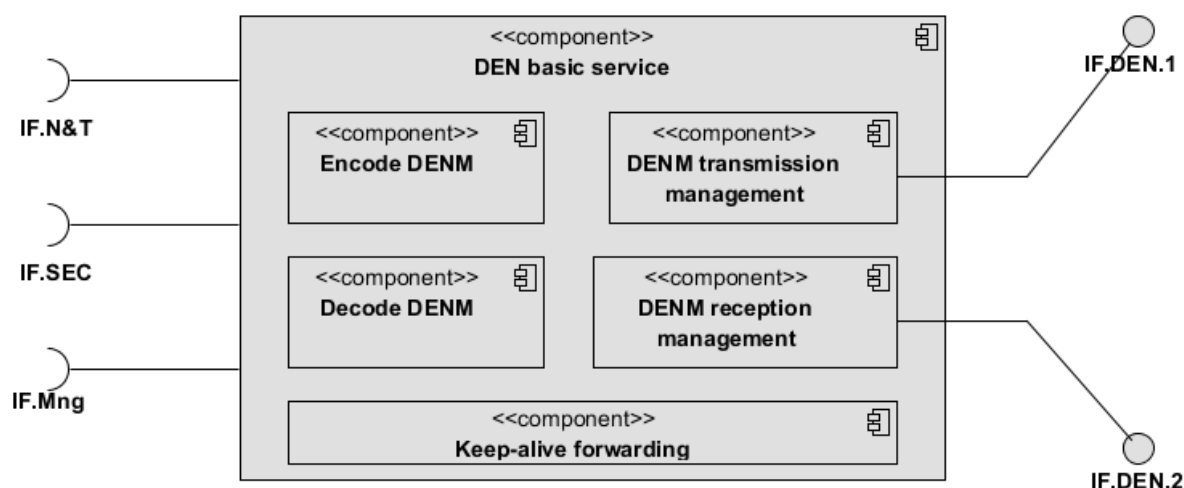 <<component>>
DEN basic service
IF.DEN.1
IF.N&T
<<component>>
Encode DENM
<<component>>
DENM transmission
management
IF.SEC
<<component>>
Decode DENM
<<component>>
DENM reception
management
IF.Mng
<<component>>
Keep-alive forwarding
IF.DEN.2